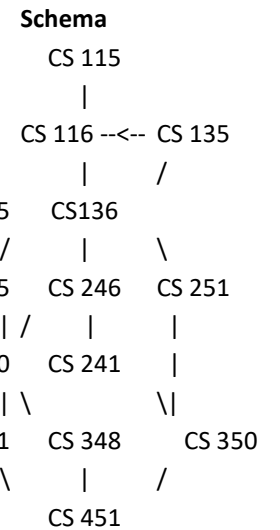 Schema
CS 115
|
CS 116 --<-- CS 135
| /
5 CS136
/ | \
5 CS 246 CS 251
| / | |
0 CS 241 |
| \ \|
1 CS 348 CS 350
\ | /
CS 451